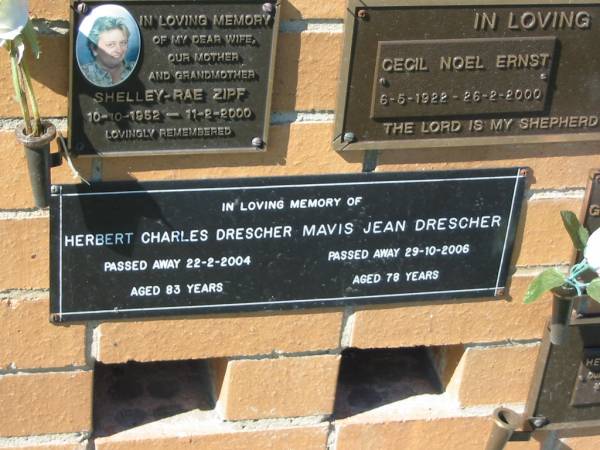 IN LOVING MEMORY
OF MY DEAR WIFE,
OUR MOTHER
AND GRANDMOTHER
SHELLEY-RAE ZIPF
10-10-1952 — 11-2-2000
LOVINGLY REMEMBERED
IN LOVING
CECIL NOEL ERNST
6-5-1922 - 26-2-2000
THE LORD IS MY SHEPHERD
IN LOVING MEMORY OF
HERBERT CHARLES DRESCHER MAVIS JEAN DRESCHER
PASSED AWAY 22-2-2004 PASSED AWAY 29-10-2006
AGED 83 YEARS AGED 78 YEARS